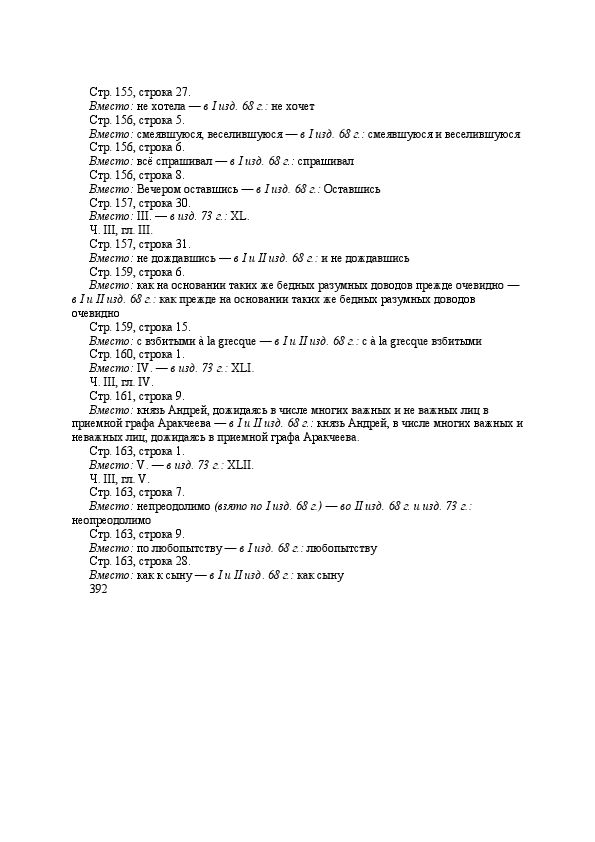 Стр. 155, строка 27.
Вместо: не хотела — в I изд. 68 г.: не хочет
Стр. 156, строка 5.
Вместо: смеявшуюся, веселившуюся — в I изд. 68 г.: смеявшуюся и веселившуюся
Стр. 156, строка 6.
Вместо: всё спрашивал — в I изд. 68 г.: спрашивал
Стр. 156, строка 8.
Вместо: Вечером оставшись — в I изд. 68 г.: Оставшись
Стр. 157, строка 30.
Вместо: III. — в изд. 73 г.: XL.
Ч. III, гл. III.
Стр. 157, строка 31.
Вместо: не дождавшись — в I и II изд. 68 г.: и не дождавшись
Стр. 159, строка 6.
Вместо: как на основании таких же бедных разумных доводов прежде очевидно —
в I и II изд. 68 г.: как прежде на основании таких же бедных разумных доводов
очевидно
Стр. 159, строка 15.
Вместо: с взбитыми à la grecque — в I и II изд. 68 г.: с à la grecque взбитыми
Стр. 160, строка 1.
Вместо: IV. — в изд. 73 г.: XLI.
Ч. III, гл. IV.
Стр. 161, строка 9.
Вместо: князь Андрей, дожидаясь в числе многих важных и не важных лиц в
приемной графа Аракчеева — в I и II изд. 68 г.: князь Андрей, в числе многих важных и
неважных лиц, дожидаясь в приемной графа Аракчеева.
Стр. 163, строка 1.
Вместо: V. — в изд. 73 г.: XLII.
Ч. III, гл. V.
Стр. 163, строка 7.
Вместо: непреодолимо (взято по I изд. 68 г.) — во II изд. 68 г. и изд. 73 г.:
неопреодолимо
Стр. 163, строка 9.
Вместо: по любопытству — в I изд. 68 г.: любопытству
Стр. 163, строка 28.
Вместо: как к сыну — в I и II изд. 68 г.: как сыну
392